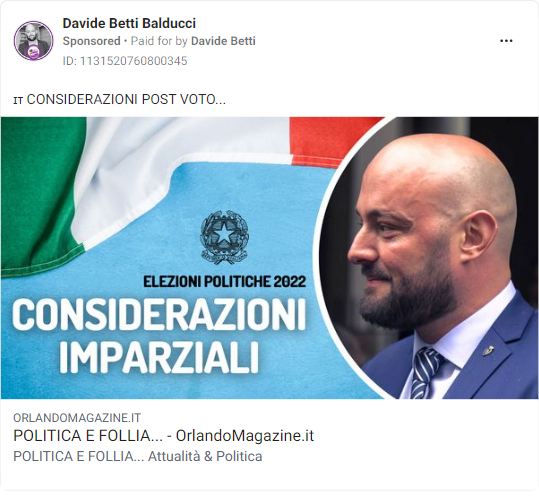 Davide Betti Balducci
Sponsored • Paid for by Davide Betti
ID: 1131520760800345
ɪᴛ CONSIDERAZIONI POST VOTO...
ELEZIONI POLITICHE 2022
CONSIDERAZIONI
IMPARZIALI
ORLANDOMAGAZINE.IT
POLITICA E FOLLIA... - OrlandoMagazine.it
POLITICA E FOLLIA... Attualità & Politica